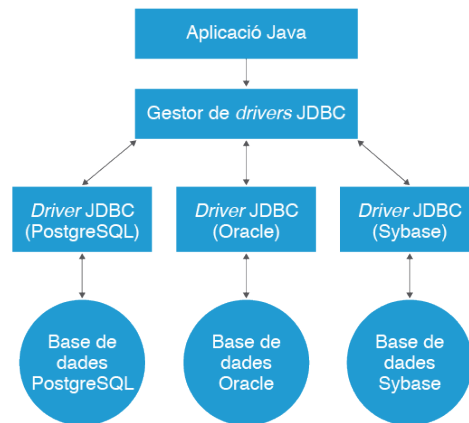 Aplicació Java
Gestor de drivers JDBC
Driver JDBC
(PostgreSQL)
Driver JDBC
(Oracle)
Driver JDBC
(Sybase)
Base de
dades
PostgreSQL
Base de
dades
Oracle
Base de
dades
Sybase